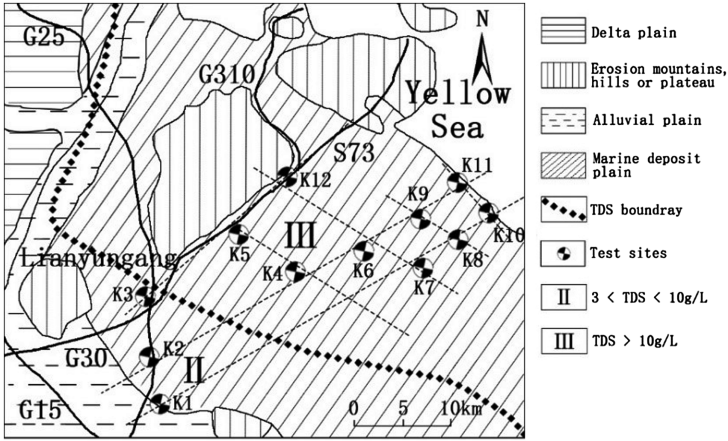 G25
G310
N
Yellow
Sea
S73
K11
K12
K9
K10
K5
III
K8
K4
K6
K7
Lianyungang
K3
K2
G30
II
K1
G15
0 5 10km
Delta plain
Erosion mountains,
hills or plateau
Alluvial plain
Marine deposit
plain
TDS boundray
Test sites
II 3 < TDS < 10g/L
III TDS > 10g/L